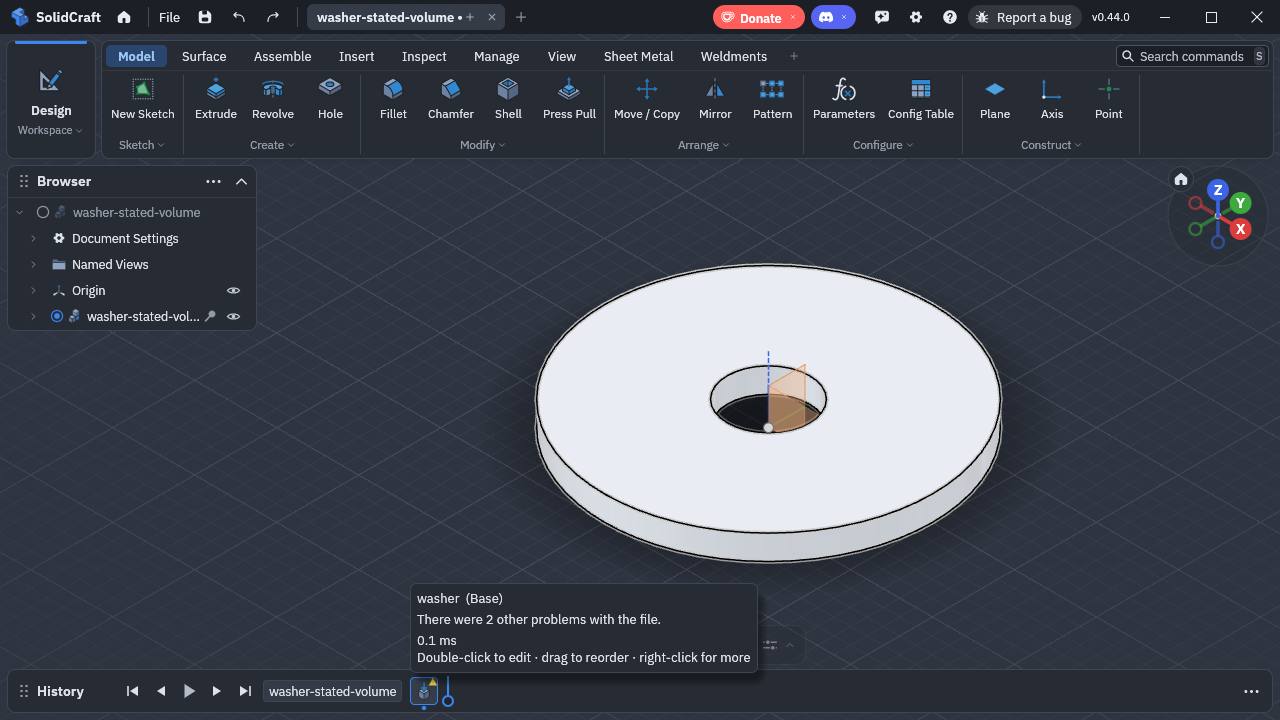 SolidCraft
File
washer-stated-volume
Donate
Report a bug
v0.44.0
Design
Workspace
Model
Surface
Assemble
Insert
Inspect
Manage
View
Sheet Metal
Weldments
Search commands
S
New Sketch
Extrude
Revolve
Hole
Fillet
Chamfer
Shell
Press Pull
Move / Copy
Mirror
Pattern
Parameters
Config Table
Plane
Axis
Point
Sketch
Create
Modify
Arrange
Configure
Construct
Browser
washer-stated-volume
Document Settings
Named Views
Origin
washer-stated-vol...
Z
Y
X
washer (Base)
There were 2 other problems with the file.
0.1 ms
Double-click to edit · drag to reorder · right-click for more
History
washer-stated-volume